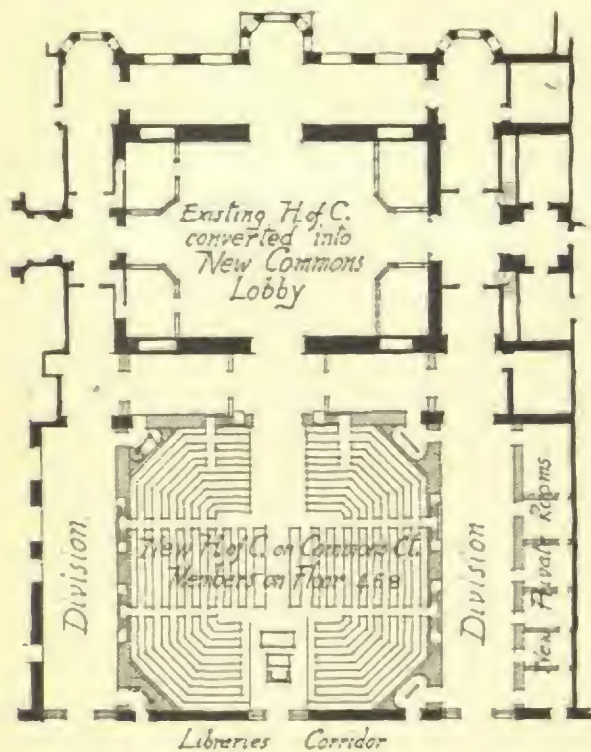 Existing H of C.
converted into
New Commons
Lobby
Division
New H. of C. on Commons Ct.
Members on Floor 468
Division
New Private Rooms
Libraries Corridor